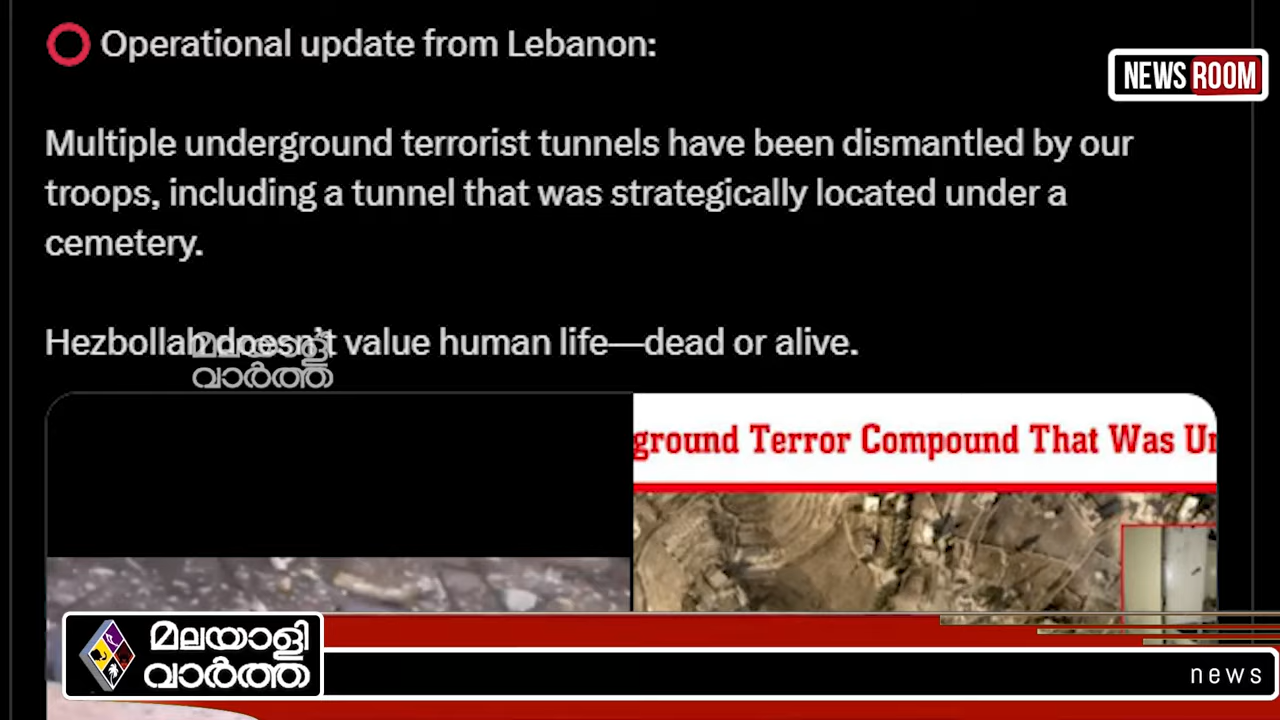 Operational update from Lebanon:
NEWS ROOM
Multiple underground terrorist tunnels have been dismantled by our
troops, including a tunnel that was strategically located under a
cemetery.
Hezbollah doesn't value human life—dead or alive.
മലയാളി
വാർത്ത
ground Terror Compound That Was
മലയാളി
വാർത്ത
news